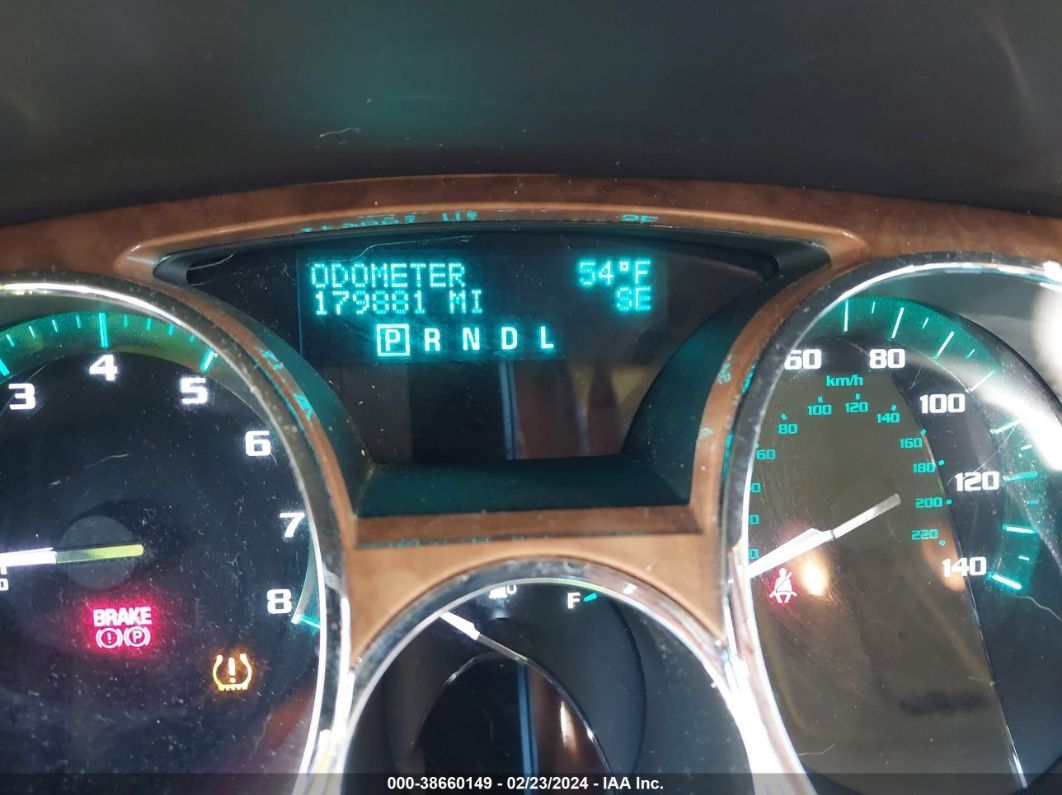 ODOMETER 54°F
179881 MI SE
P R N D L
3 4 5 6 7 8
BRAKE
P
F
60 80 100 120 140
km/h
60 80 100 120 140 160 180 200 220
000-38660149 - 02/23/2024 - IAA Inc.